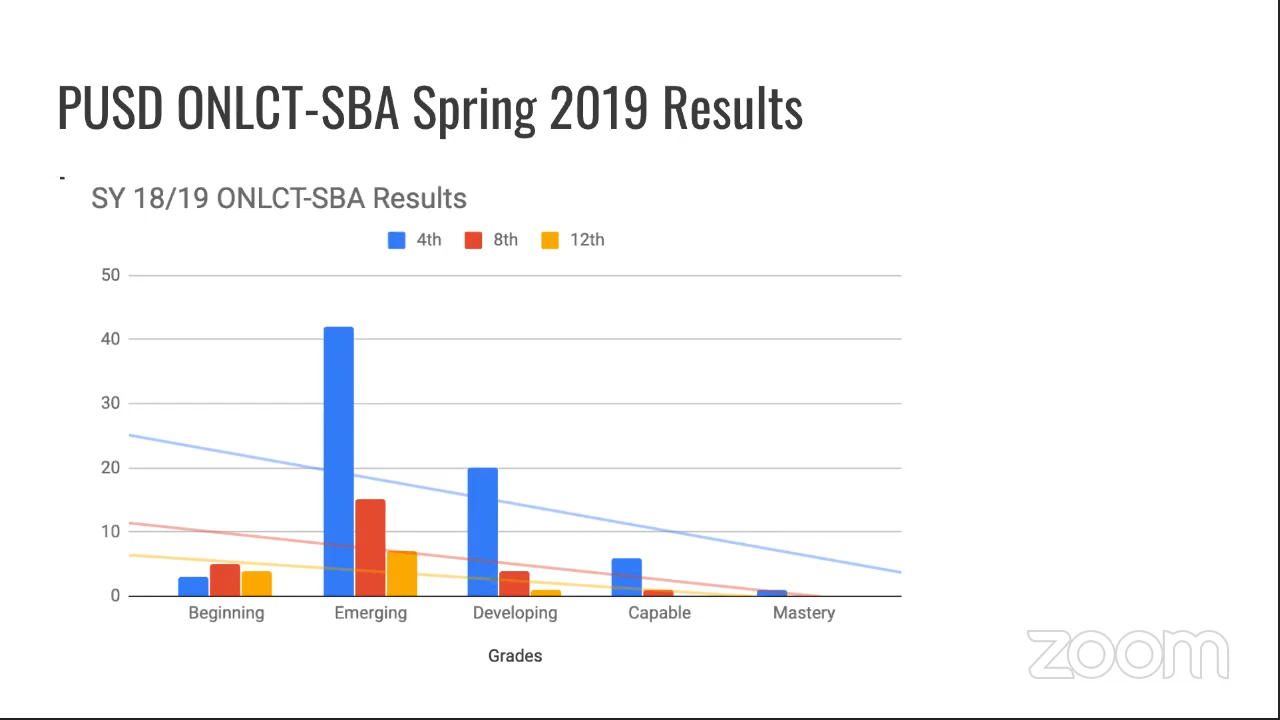 PUSD ONLCT-SBA Spring 2019 Results
-
SY 18/19 ONLCT-SBA Results
4th 8th 12th
50
40
30
20
10
0
Beginning Emerging Developing Capable Mastery
Grades
zoom